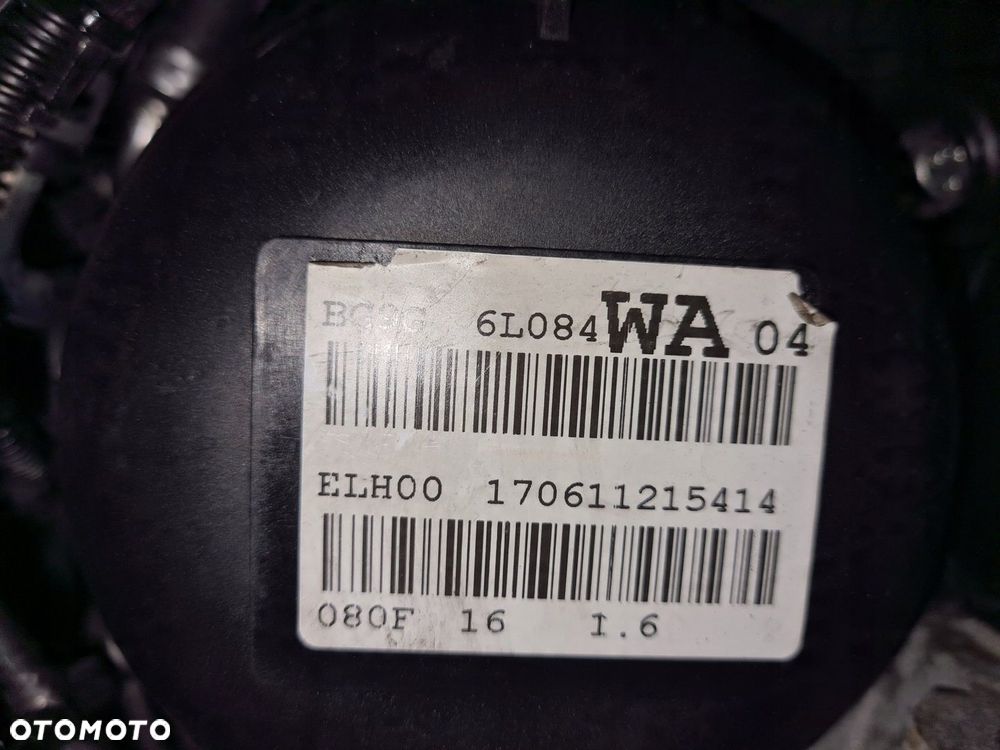 BG9G 6L084 WA 04
ELH00 170611215414
080F 16 I.6
OTOMOTO